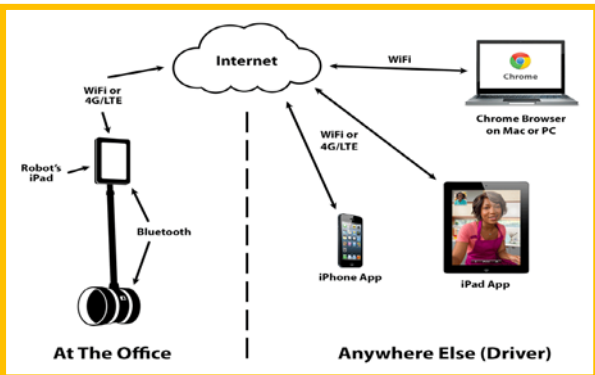 Internet
WiFi
Chrome
Chrome Browser
on Mac or PC
WiFi or
4G/LTE
WiFi or
4G/LTE
Robot's
iPad
Bluetooth
iPhone App
iPad App
At The Office
Anywhere Else (Driver)